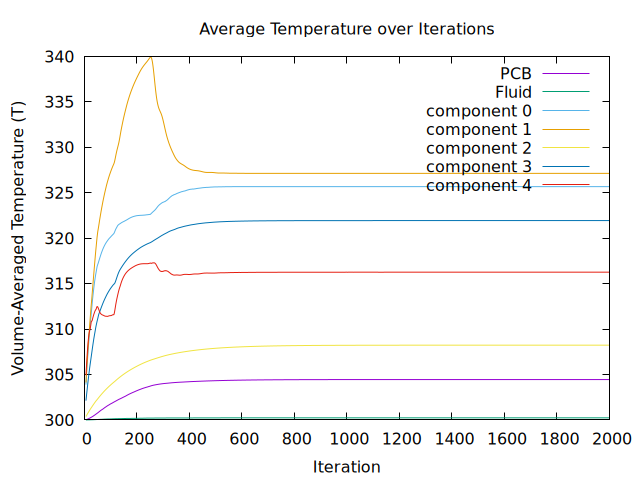 Average Temperature over Iterations
Volume-Averaged Temperature (T)
340
335
330
325
320
315
310
305
300
PCB
Fluid
component 0
component 1
component 2
component 3
component 4
0 200 400 600 800 1000 1200 1400 1600 1800 2000
Iteration